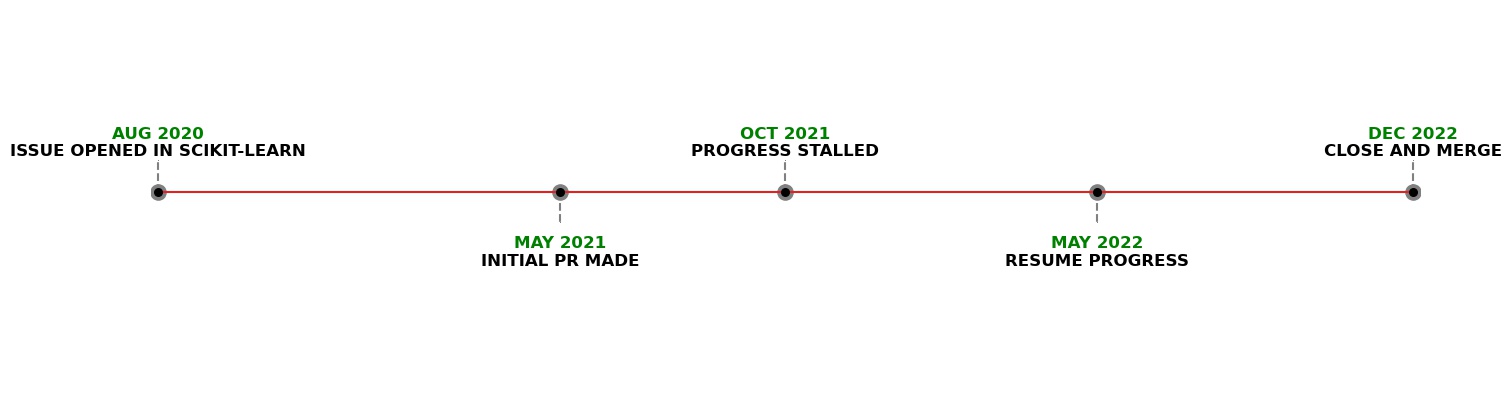 AUG 2020
ISSUE OPENED IN SCIKIT-LEARN
MAY 2021
INITIAL PR MADE
OCT 2021
PROGRESS STALLED
MAY 2022
RESUME PROGRESS
DEC 2022
CLOSE AND MERGE